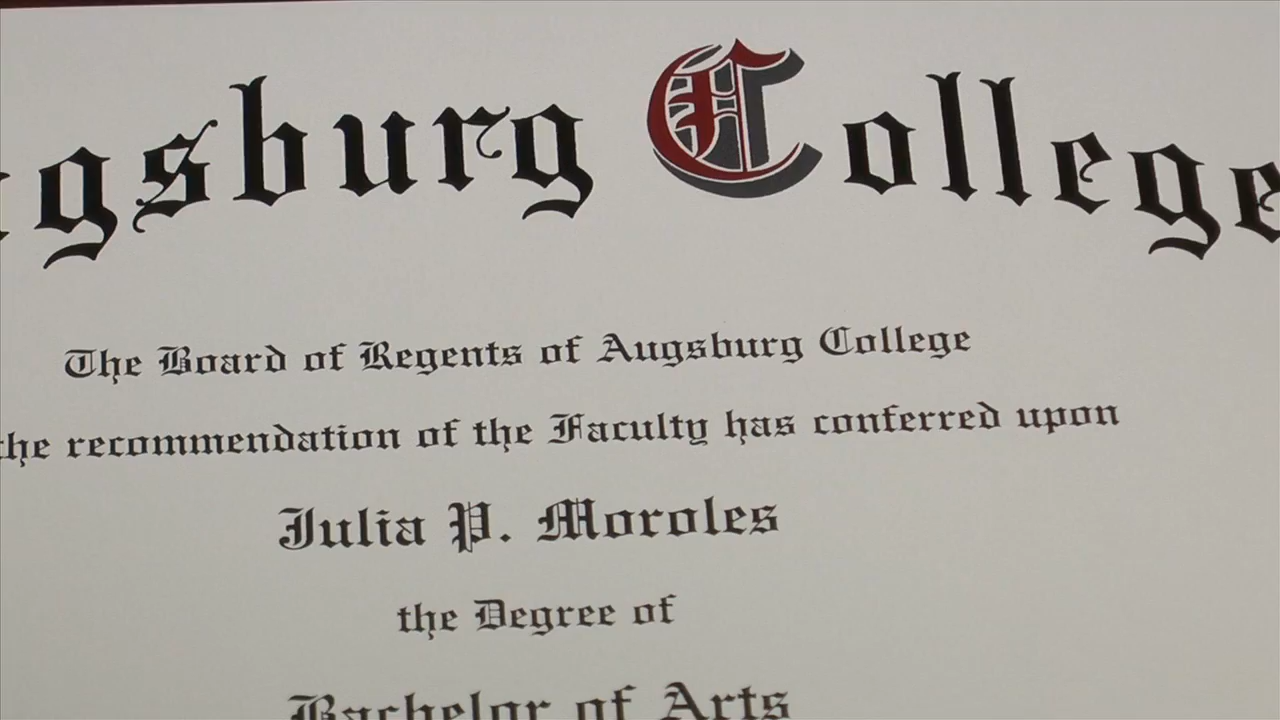 gsburg College
The Board of Regents of Augsburg College
the recommendation of the Faculty has conferred upon
Julia P. Moroles
the Degree of
Bachelor of Arts